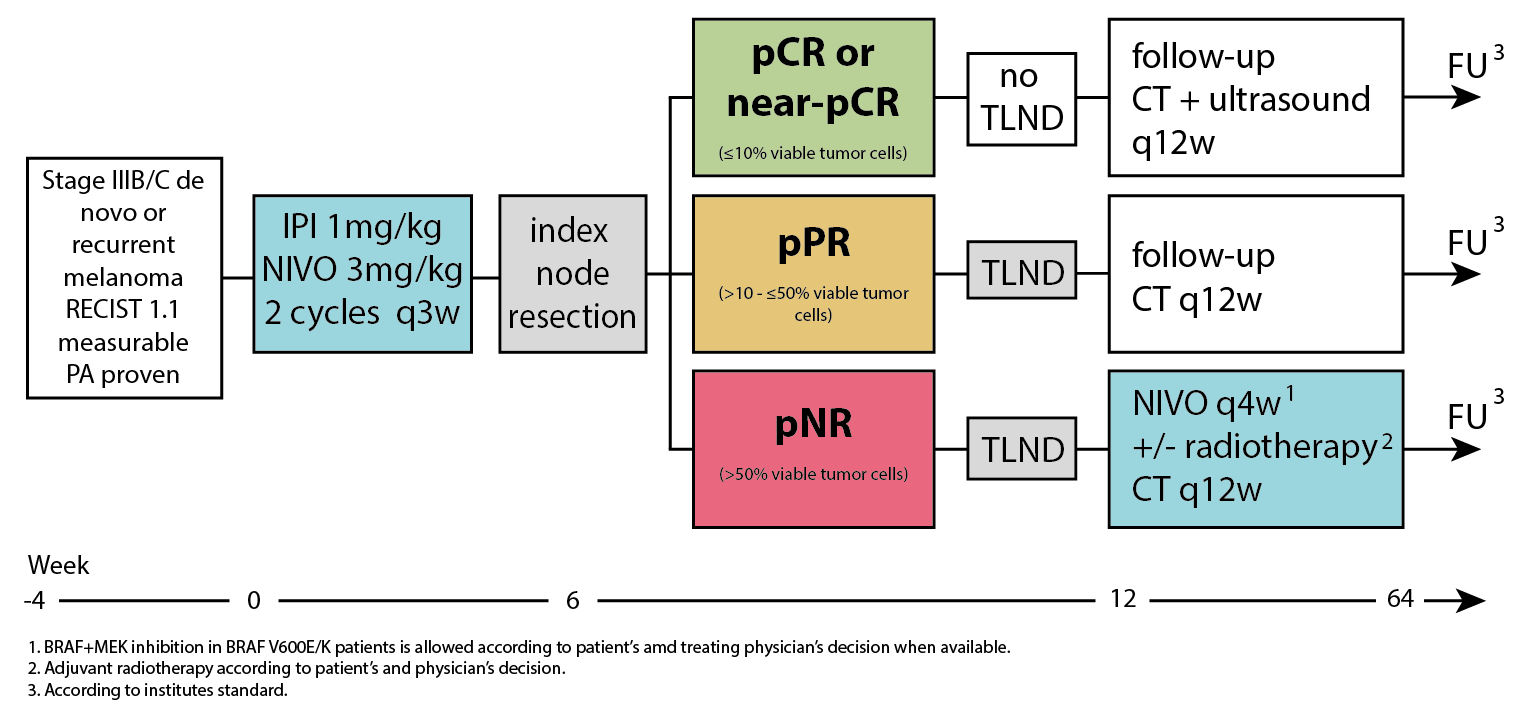 Stage IIIB/C de
novo or
recurrent
melanoma
RECIST 1.1
measurable
PA proven
IPI 1mg/kg
NIVO 3mg/kg
2 cycles q3w
index
node
resection
pCR or
near-pCR
(≤10% viable tumor cells)
no
TLND
follow-up
CT + ultrasound
q12w
FU 3
pPR
(>10 - ≤50% viable tumor
cells)
TLND
follow-up
CT q12w
FU 3
pNR
(>50% viable tumor cells)
TLND
NIVO q4w 1
+/- radiotherapy 2
CT q12w
FU 3
Week
-4 0 6 12 64
1. BRAF+MEK inhibition in BRAF V600E/K patients is allowed according to patient's amd treating physician's decision when available.
2. Adjuvant radiotherapy according to patient's and physician's decision.
3. According to institutes standard.